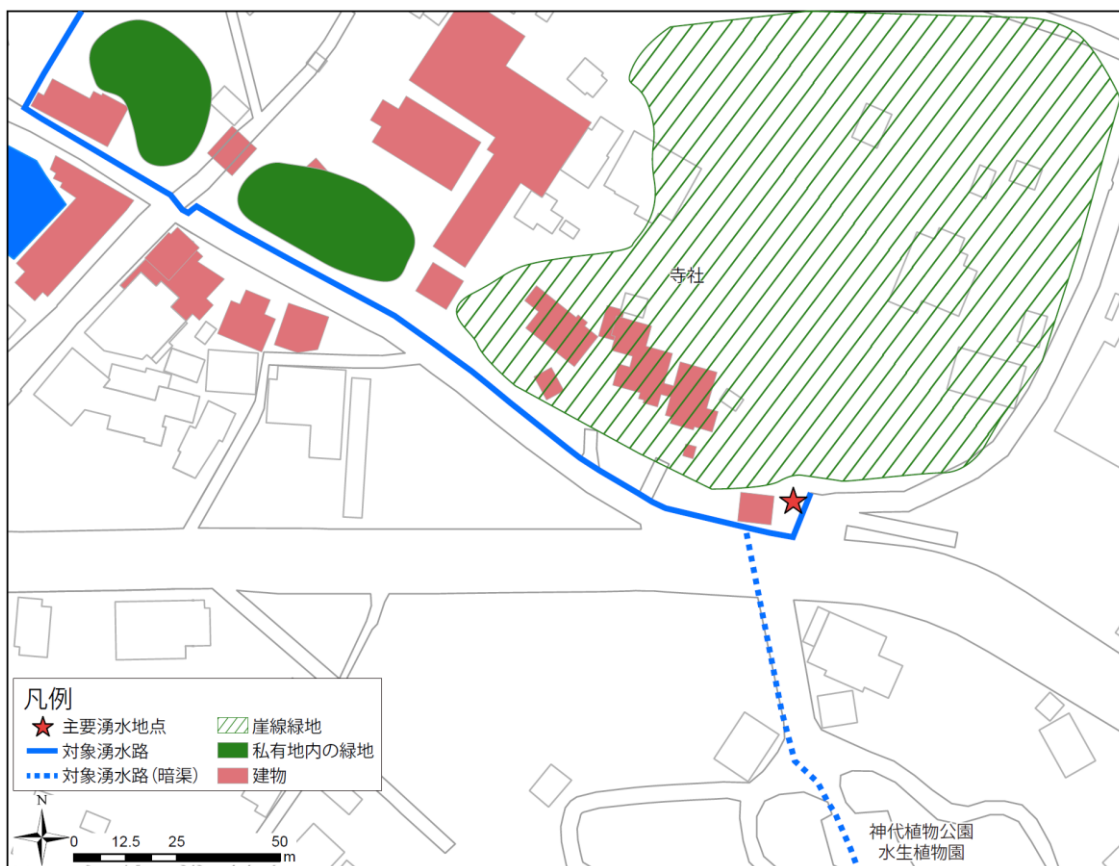 寺社
凡例
主要湧水地点
対象湧水路
対象湧水路(暗渠)
崖線緑地
私有地内の緑地
建物
N
0 12.5 25 50
m
神代植物公園
水生植物園